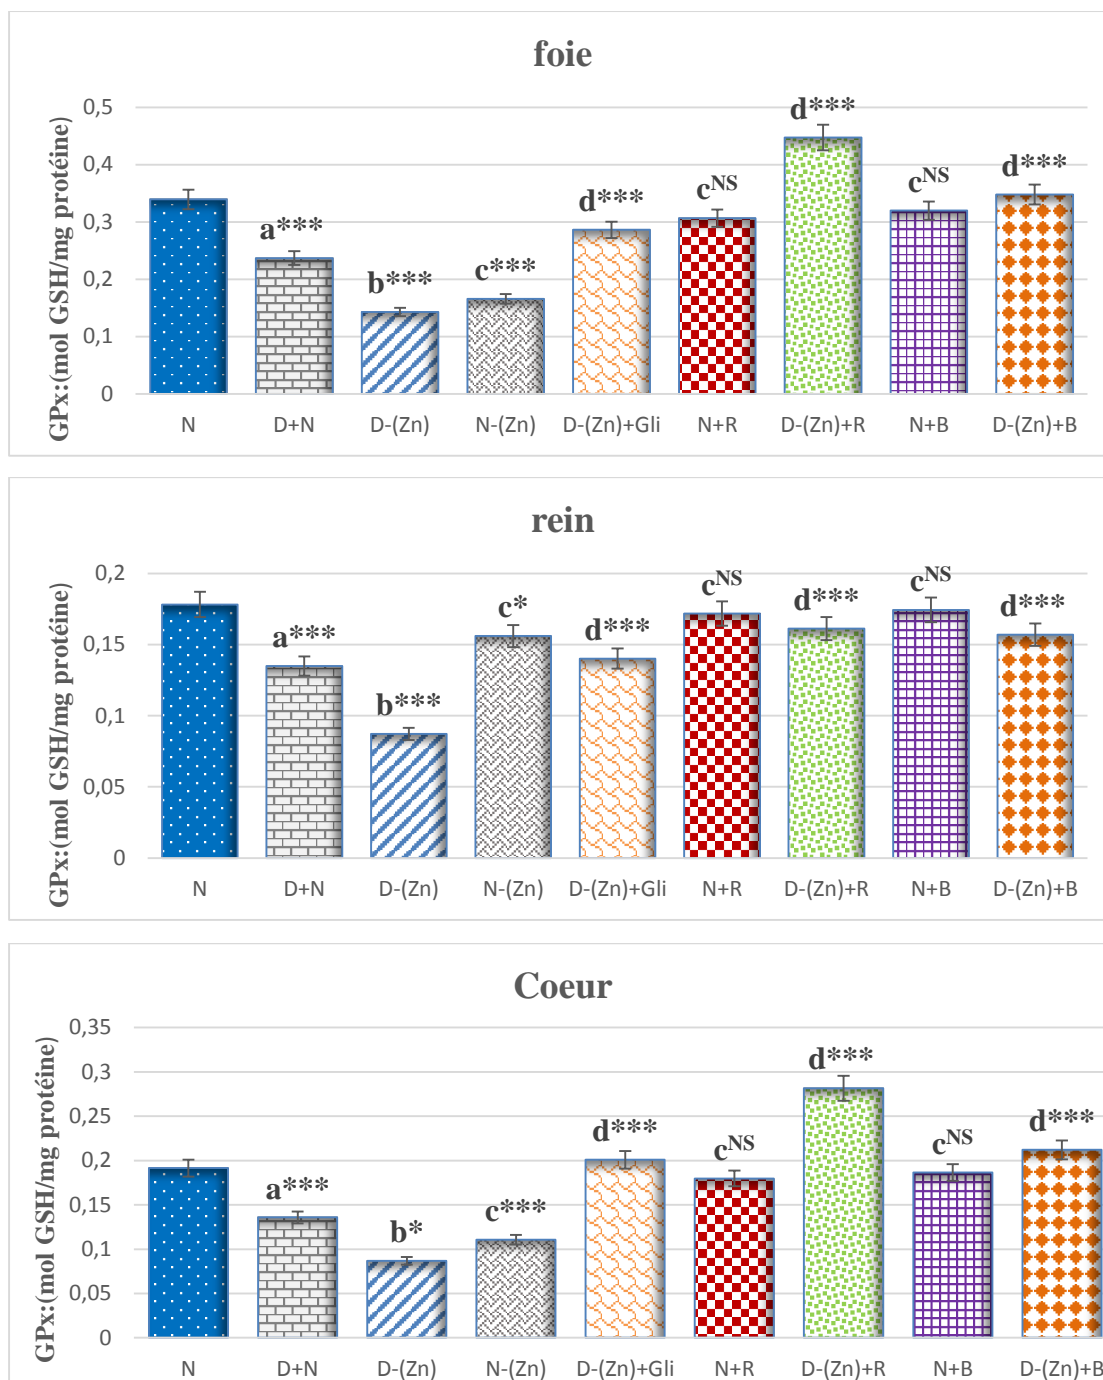 foie
GPx:(mol GSH/mg protéine)
0,5
0,4
0,3
0,2
0,1
0
a***
b***
c***
d***
cNS
d***
cNS
d***
N D+N D-(Zn) N-(Zn) D-(Zn)+Gli N+R D-(Zn)+R N+B D-(Zn)+B
rein
GPx:(mol GSH/mg protéine)
0,2
0,15
0,1
0,05
0
a***
b***
c*
d***
cNS
d***
cNS
d***
N D+N D-(Zn) N-(Zn) D-(Zn)+Gli N+R D-(Zn)+R N+B D-(Zn)+B
Coeur
GPx:(mol GSH/mg protéine)
0,35
0,3
0,25
0,2
0,15
0,1
0,05
0
a***
b*
c***
d***
cNS
d***
cNS
d***
N D+N D-(Zn) N-(Zn) D-(Zn)+Gli N+R D-(Zn)+R N+B D-(Zn)+B